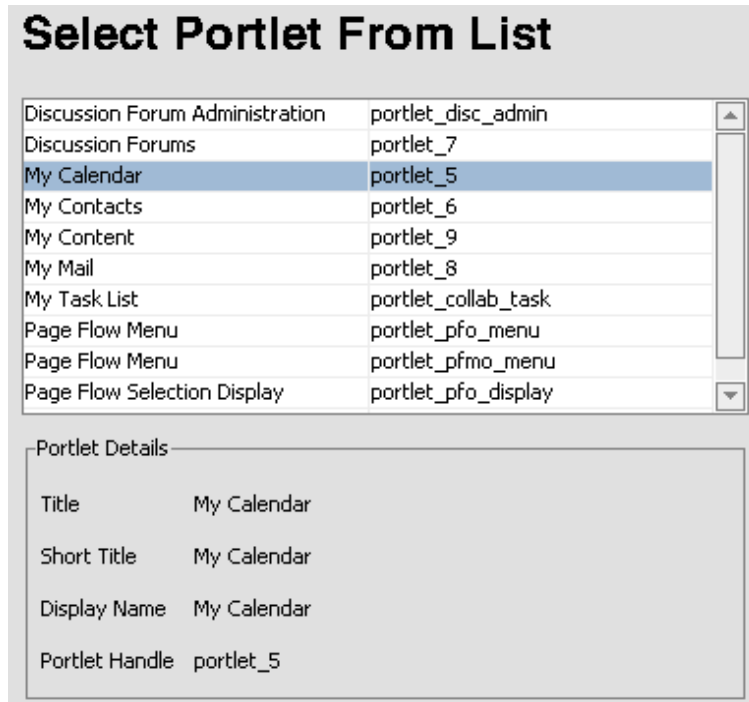 Select Portlet From List
Discussion Forum Administration portlet_disc_admin
Discussion Forums portlet_7
My Calendar portlet_5
My Contacts portlet_6
My Content portlet_9
My Mail portlet_8
My Task List portlet_collab_task
Page Flow Menu portlet_pfo_menu
Page Flow Menu portlet_pfmo_menu
Page Flow Selection Display portlet_pfo_display
Portlet Details
Title My Calendar
Short Title My Calendar
Display Name My Calendar
Portlet Handle portlet_5